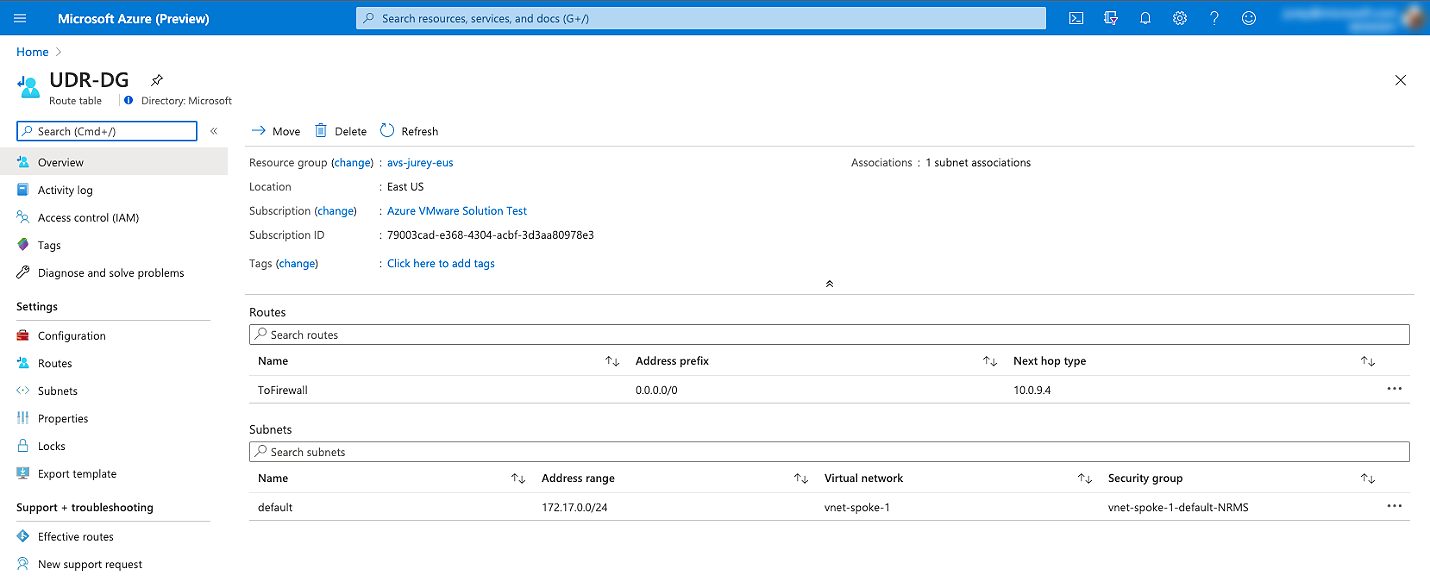 Microsoft Azure (Preview)
Search resources, services, and docs (G+/)
Home
UDR-DG
Route table
Directory: Microsoft
Search (Cmd+/)
«
Move
Delete
Refresh
Overview
Activity log
Access control (IAM)
Tags
Diagnose and solve problems
Settings
Configuration
Routes
Subnets
Properties
Locks
Export template
Support + troubleshooting
Effective routes
New support request
Resource group (change) : avs-jurey-eus
Associations : 1 subnet associations
Location : East US
Subscription (change) : Azure VMware Solution Test
Subscription ID : 79003cad-e368-4304-acbf-3d3aa80978e3
Tags (change) : Click here to add tags
Routes
Search routes
Name Address prefix Next hop type
ToFirewall 0.0.0.0/0 10.0.9.4 ...
Subnets
Search subnets
Name Address range Virtual network Security group
default 172.17.0.0/24 vnet-spoke-1 vnet-spoke-1-default-NRMS ...